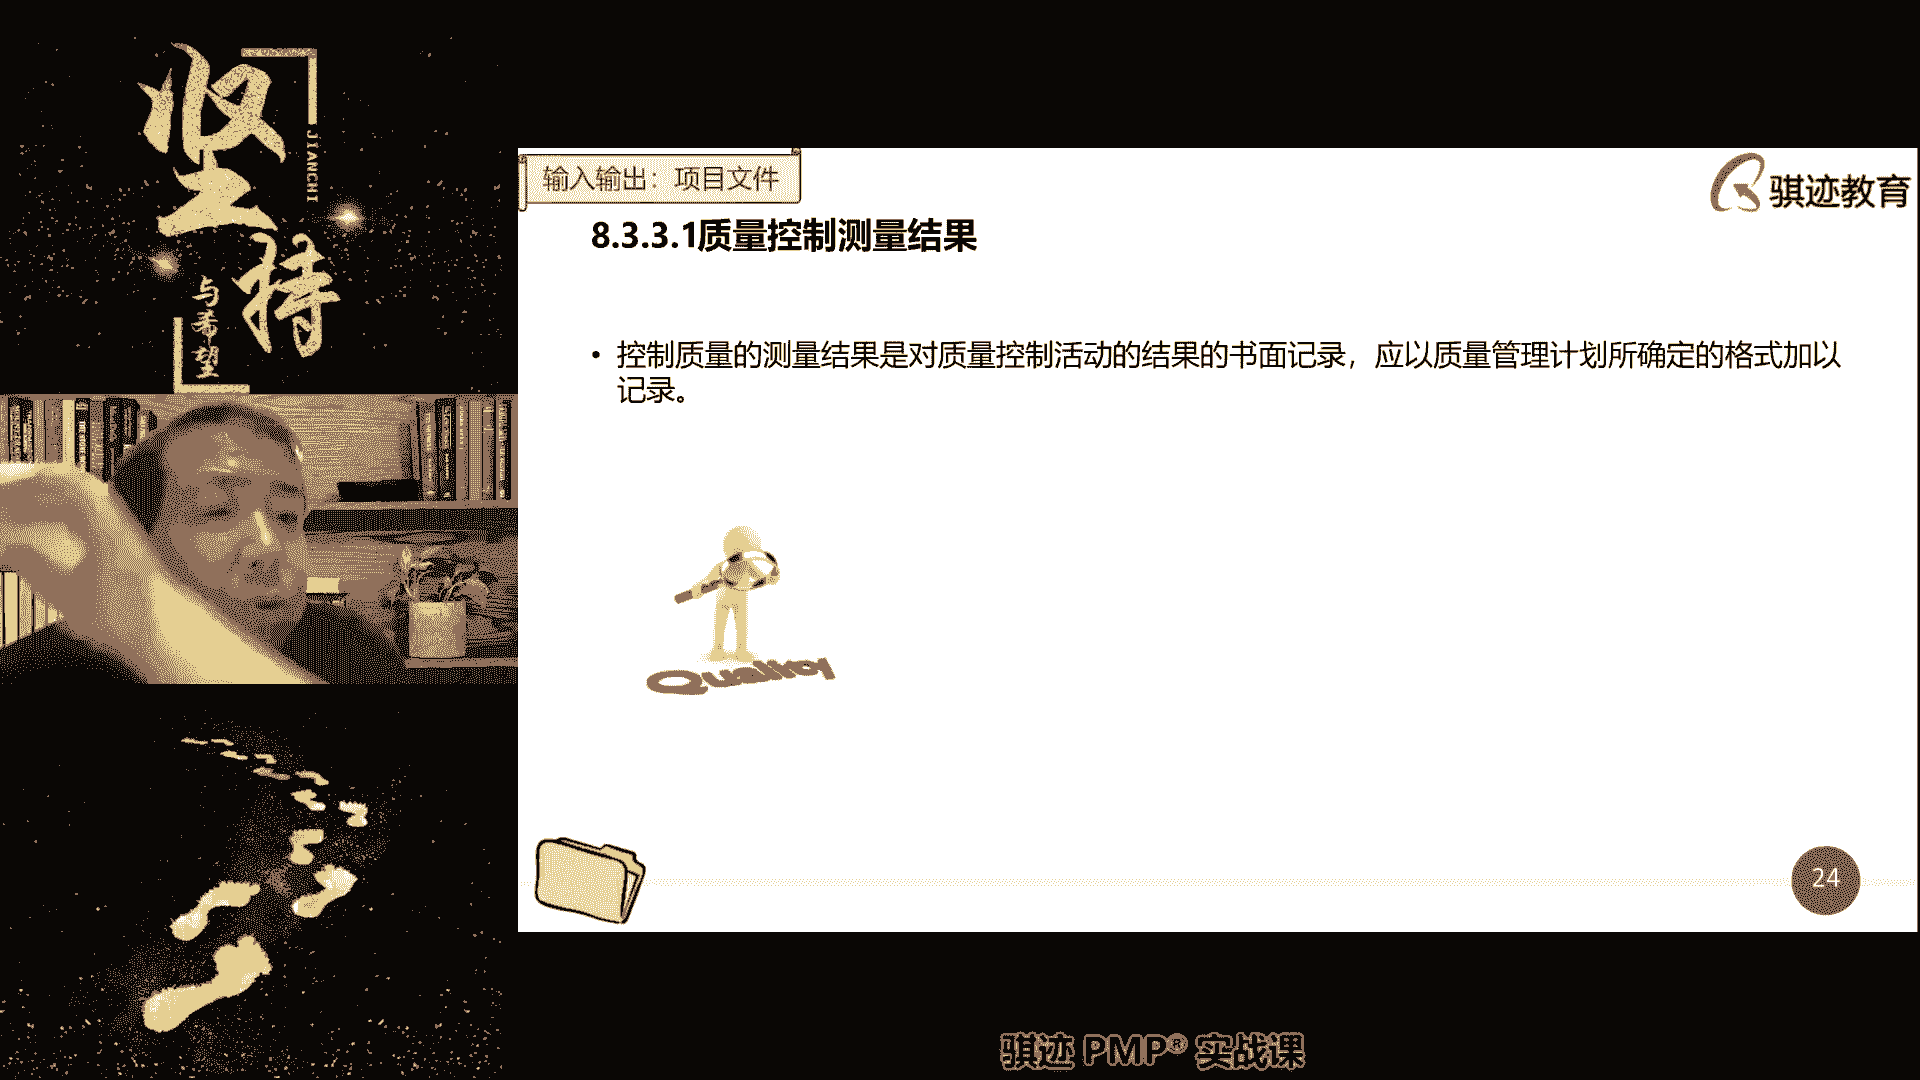 坚持
JIANCHI
与希望
输入输出：项目文件
骐迹教育
8.3.3.1质量控制测量结果
• 控制质量的测量结果是对质量控制活动的结果的书面记录，应以质量管理计划所确定的格式加以
记录。
Quality
24
骐迹 PMP® 实战课